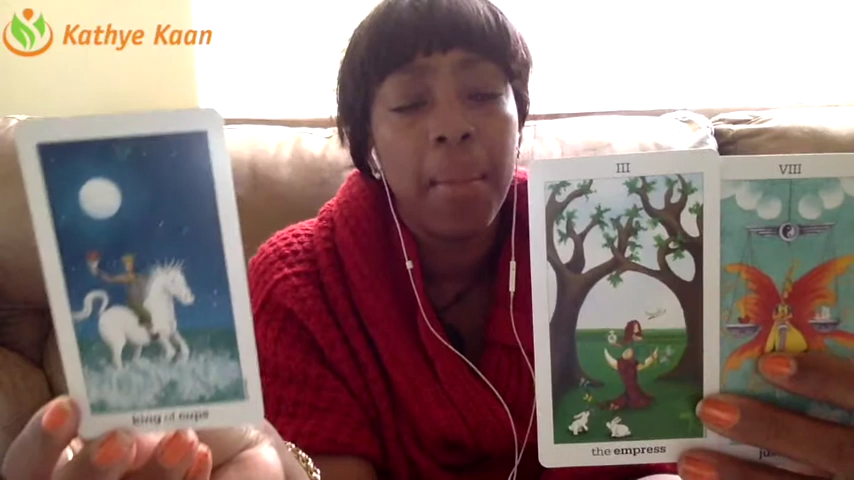 Kathye Kaan
king of cups
III
the empress
VIII